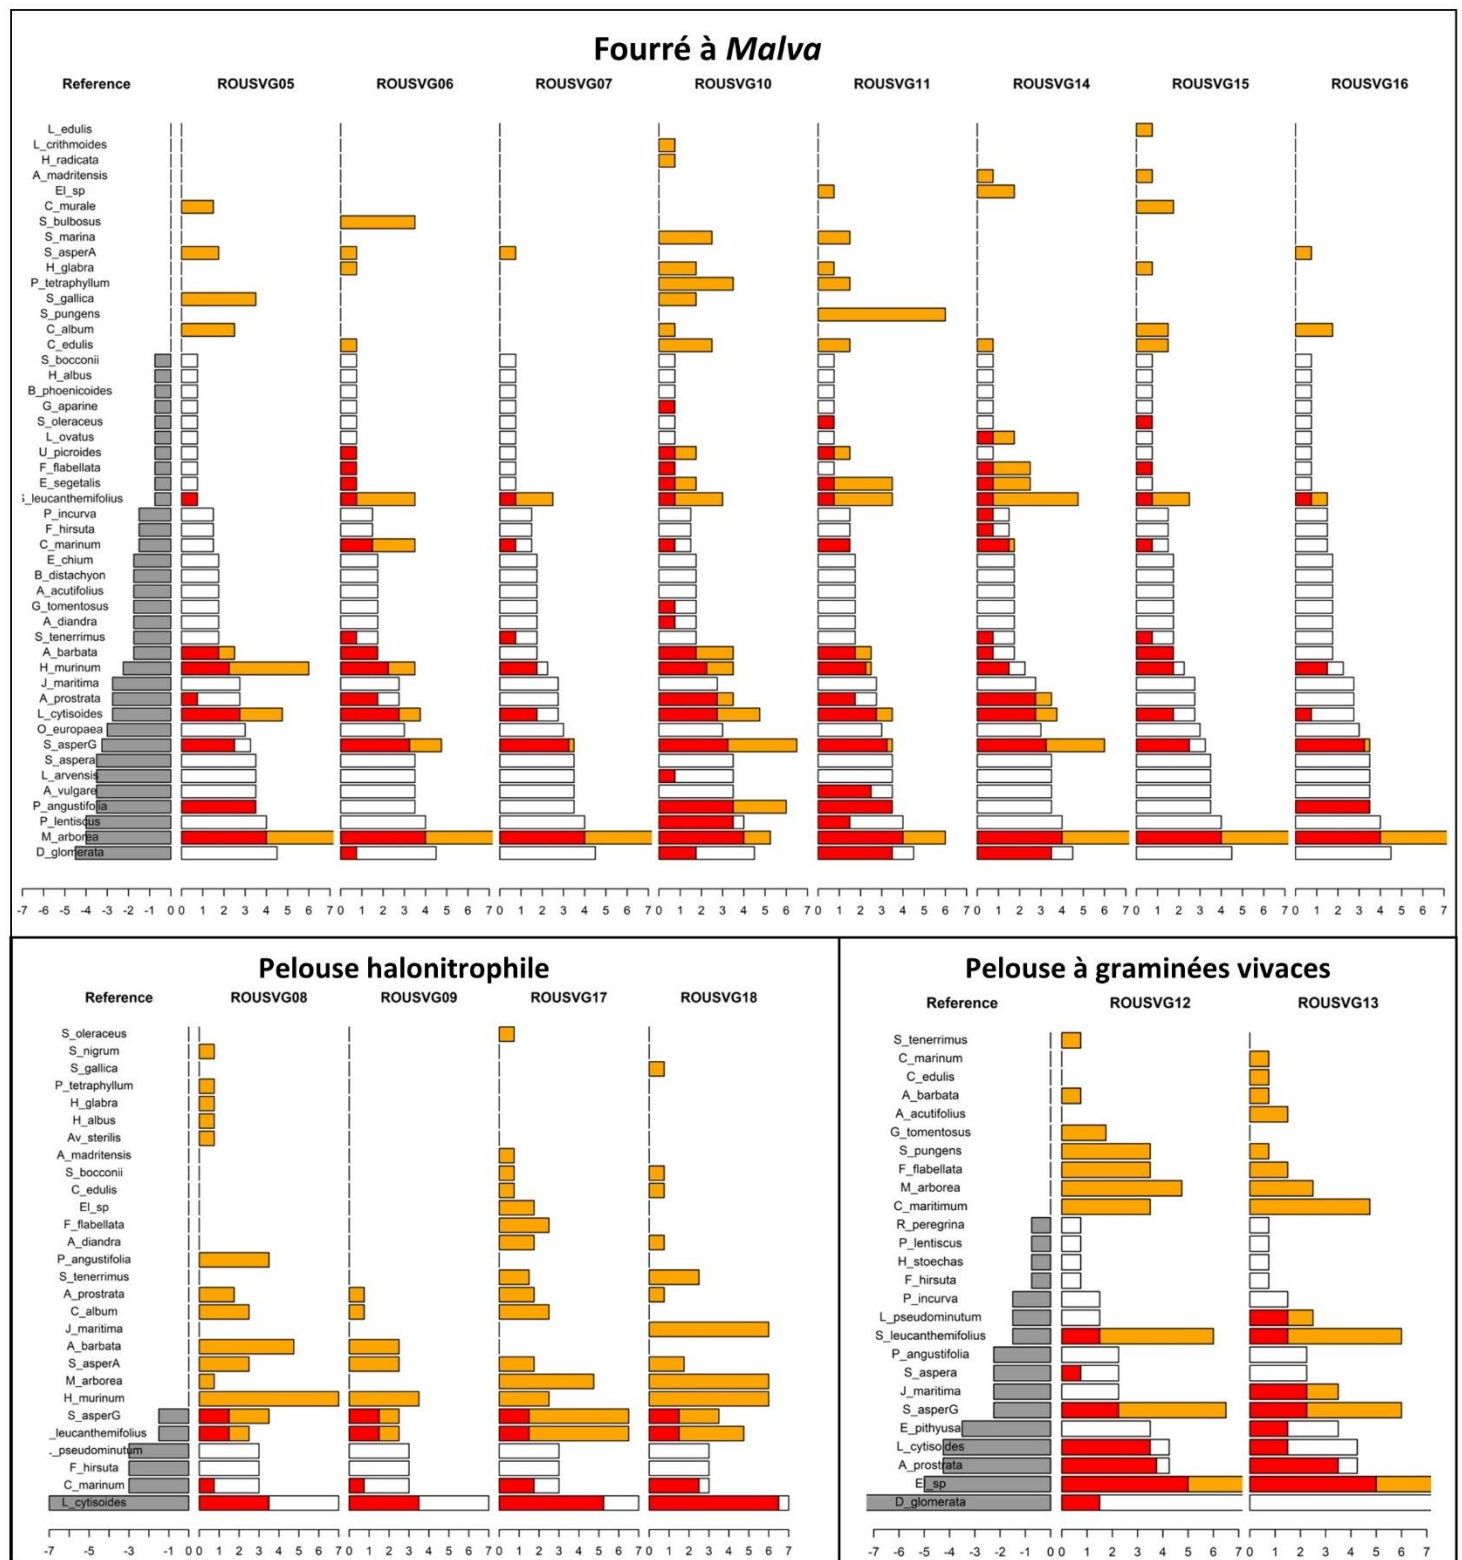 Fourré à Malva
Reference ROUSVG05 ROUSVG06 ROUSVG07 ROUSVG10 ROUSVG11 ROUSVG14 ROUSVG15 ROUSVG16
L_edulis
L_crithmoides
H_radicata
A_madritensis
El_sp
C_murale
S_bulbosus
S_marina
S_asperA
H_glabra
P_tetraphyllum
S_gallica
S_pungens
C_album
C_edulis
S_bocconii
H_albus
B_phoenicoides
G_aparine
S_oleraceus
L_ovatus
U_picroides
F_flabellata
E_segetalis
S_leucanthemifolius
P_incurva
F_hirsuta
C_marinum
E_chium
B_distachyon
A_acutifolius
G_tomentosus
A_diandra
S_tenerrimus
A_barbata
H_murinum
J_maritima
A_prostrata
L_cytisoides
O_europaea
S_asperG
S_aspera
L_arvensis
A_vulgare
P_angustifolia
P_lentiscus
M_arborea
D_glomerata
-7 -6 -5 -4 -3 -2 -1 0 0 1 2 3 4 5 6 7 0 1 2 3 4 5 6 7 0 1 2 3 4 5 6 7 0 1 2 3 4 5 6 7 0 1 2 3 4 5 6 7 0 1 2 3 4 5 6 7 0 1 2 3 4 5 6 7 0 1 2 3 4 5 6 7
Pelouse halonitrophile
Reference ROUSVG08 ROUSVG09 ROUSVG17 ROUSVG18
S_oleraceus
S_nigrum
S_gallica
P_tetraphyllum
H_glabra
H_albus
Av_sterilis
A_madritensis
S_bocconii
C_edulis
El_sp
F_flabellata
A_diandra
P_angustifolia
S_tenerrimus
A_prostrata
C_album
J_maritima
A_barbata
S_asperA
M_arborea
H_murinum
S_asperG
_leucanthemifolius
_pseudominutum
F_hirsuta
C_marinum
L_cytisoides
-7 -5 -3 -1 0 0 1 2 3 4 5 6 7 0 1 2 3 4 5 6 7 0 1 2 3 4 5 6 7 0 1 2 3 4 5 6 7
Pelouse à graminées vivaces
Reference ROUSVG12 ROUSVG13
S_tenerrimus
C_marinum
C_edulis
A_barbata
A_acutifolius
G_tomentosus
S_pungens
F_flabellata
M_arborea
C_maritimum
R_peregrina
P_lentiscus
H_stoechas
F_hirsuta
P_incurva
L_pseudominutum
S_leucanthemifolius
P_angustifolia
S_aspera
J_maritima
S_asperG
E_pithyusa
L_cytisoides
A_prostrata
El_sp
D_glomerata
-7 -6 -5 -4 -3 -2 -1 0 0 1 2 3 4 5 6 7 0 1 2 3 4 5 6 7